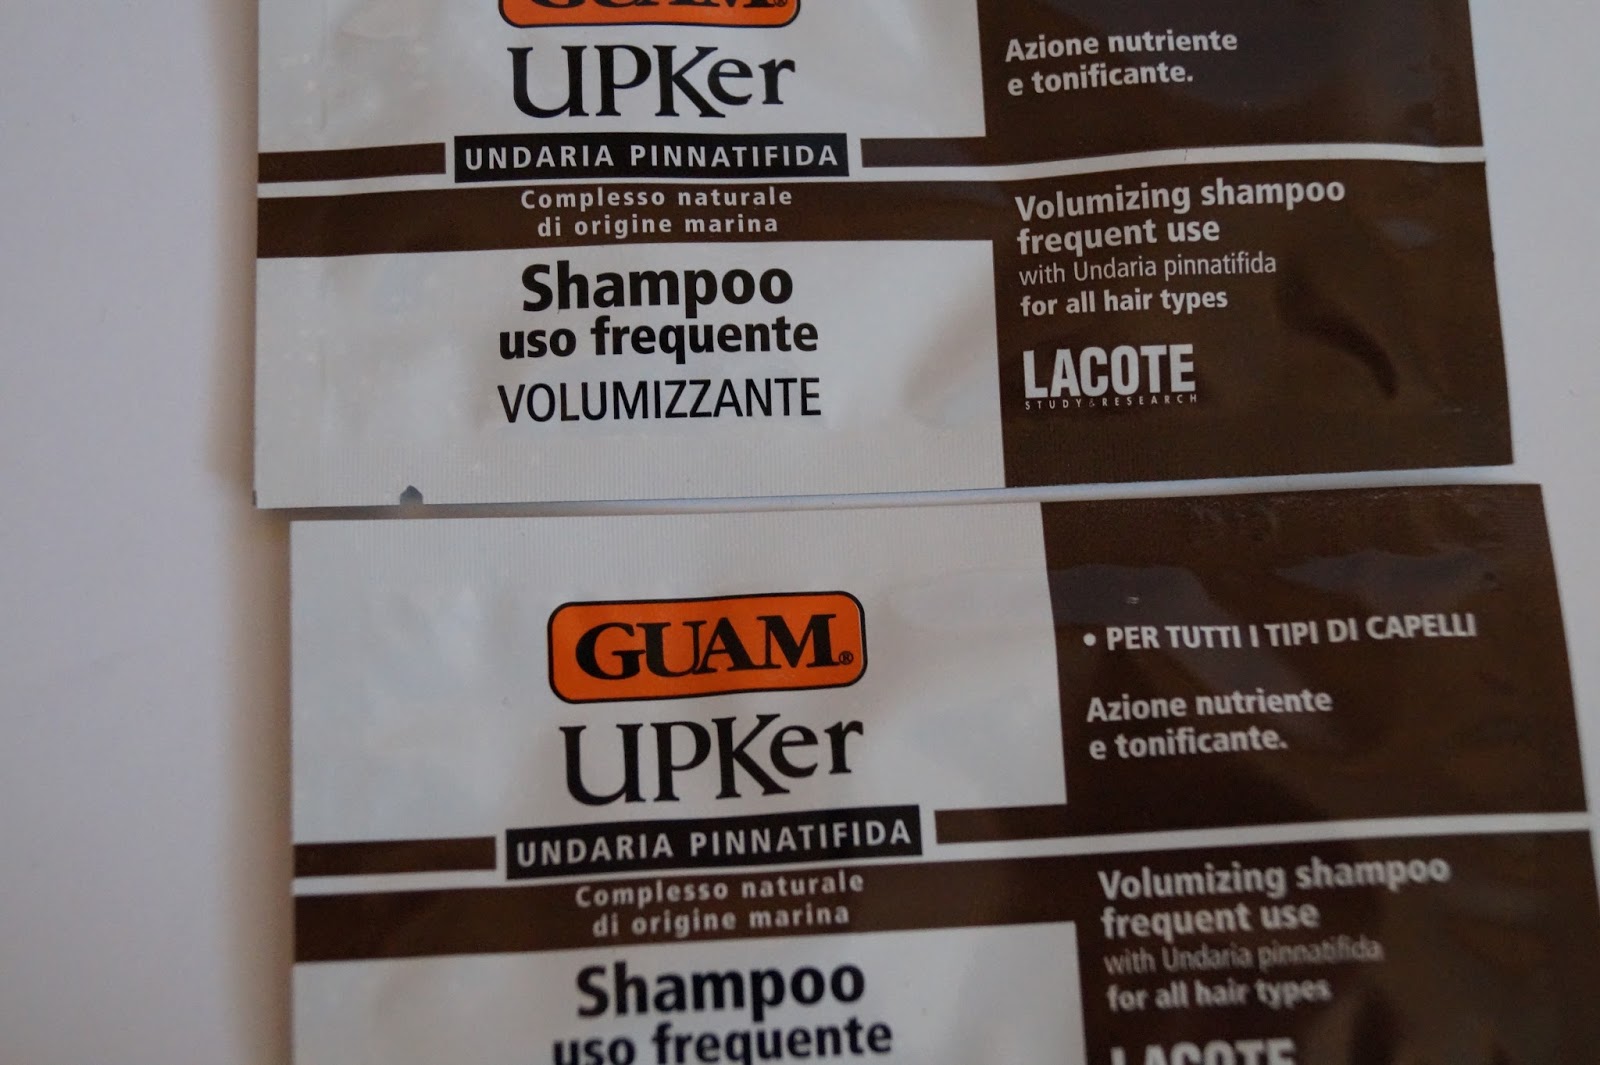 GUAM®
UPKer
UNDARIA PINNATIFIDA
Complesso naturale
di origine marina
Shampoo
uso frequente
VOLUMIZZANTE
Azione nutriente
e tonificante.
Volumizing shampoo
frequent use
with Undaria pinnatifida
for all hair types
LACOTE
STUDY & RESEARCH
GUAM®
UPKer
UNDARIA PINNATIFIDA
Complesso naturale
di origine marina
Shampoo
uso frequente
• PER TUTTI I TIPI DI CAPELLI
Azione nutriente
e tonificante.
Volumizing shampoo
frequent use
with Undaria pinnatifida
for all hair types
LACOTE